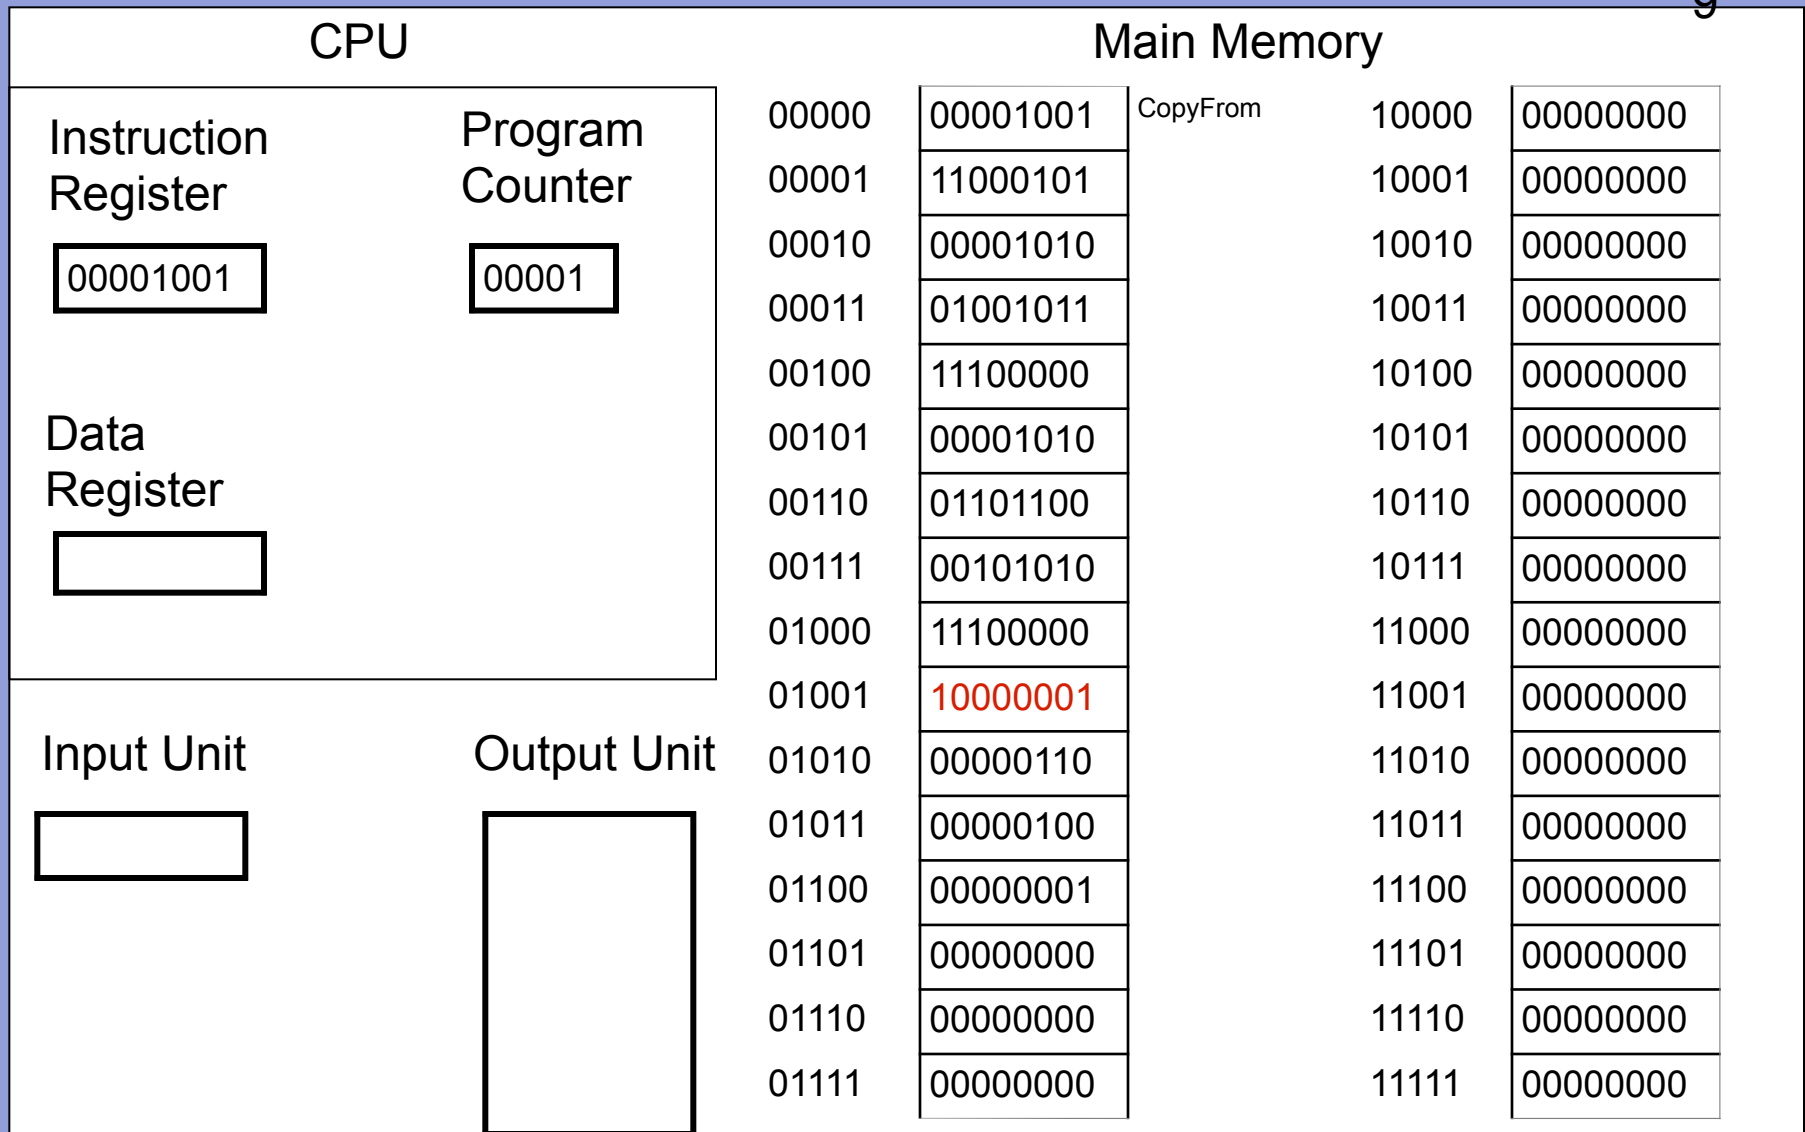 g
CPU
Main Memory
Instruction
Register
Program
Counter
00001001
00001
Data
Register
Input Unit
Output Unit
00000 00001001 CopyFrom
00001 11000101
00010 00001010
00011 01001011
00100 11100000
00101 00001010
00110 01101100
00111 00101010
01000 11100000
01001 10000001
01010 00000110
01011 00000100
01100 00000001
01101 00000000
01110 00000000
01111 00000000
10000 00000000
10001 00000000
10010 00000000
10011 00000000
10100 00000000
10101 00000000
10110 00000000
10111 00000000
11000 00000000
11001 00000000
11010 00000000
11011 00000000
11100 00000000
11101 00000000
11110 00000000
11111 00000000